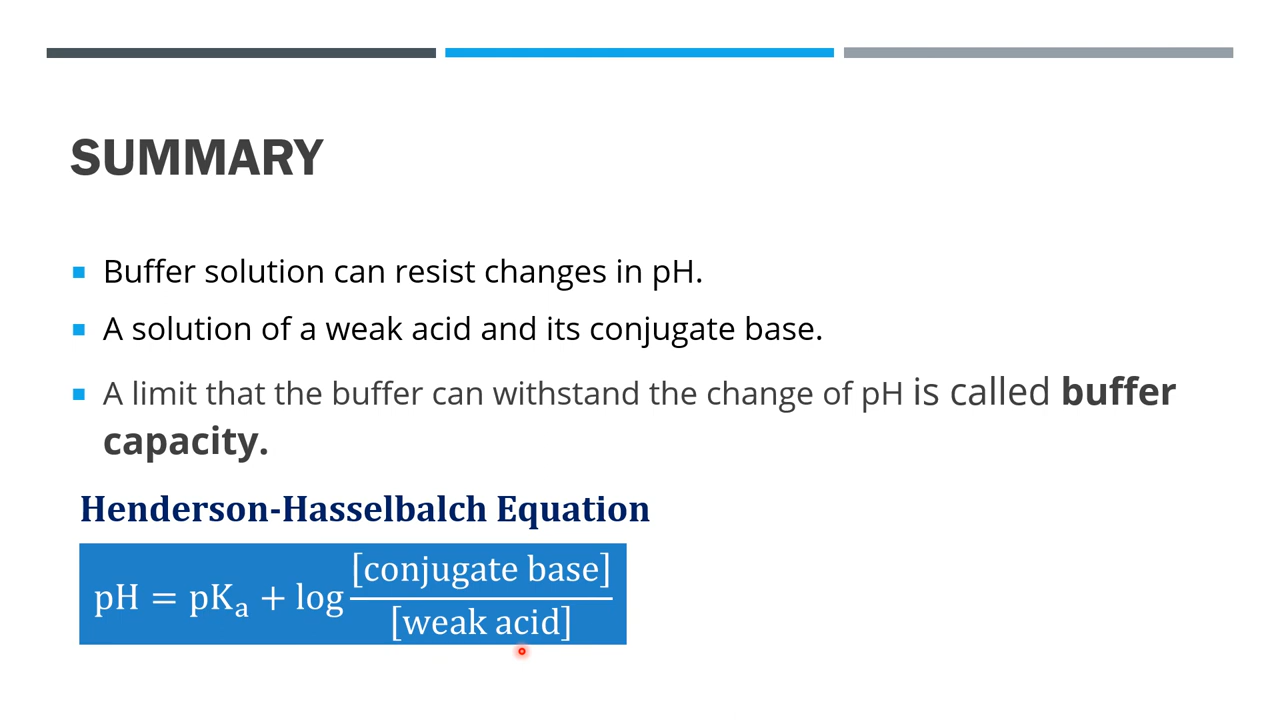 SUMMARY
Buffer solution can resist changes in pH.
A solution of a weak acid and its conjugate base.
A limit that the buffer can withstand the change of pH is called buffer
capacity.
Henderson-Hasselbalch Equation
pH = pKₐ + log [conjugate base] / [weak acid]